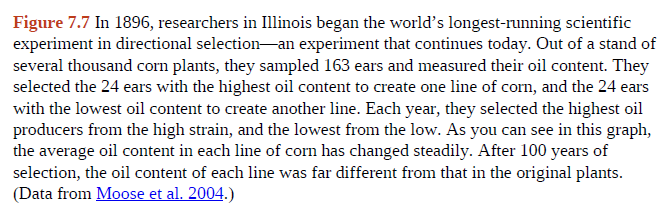 Figure 7.7 In 1896, researchers in Illinois began the world’s longest-running scientific
experiment in directional selection—an experiment that continues today. Out of a stand of
several thousand corn plants, they sampled 163 ears and measured their oil content. They
selected the 24 ears with the highest oil content to create one line of corn, and the 24 ears
with the lowest oil content to create another line. Each year, they selected the highest oil
producers from the high strain, and the lowest from the low. As you can see in this graph,
the average oil content in each line of corn has changed steadily. After 100 years of
selection, the oil content of each line was far different from that in the original plants.
(Data from Moose et al. 2004.)